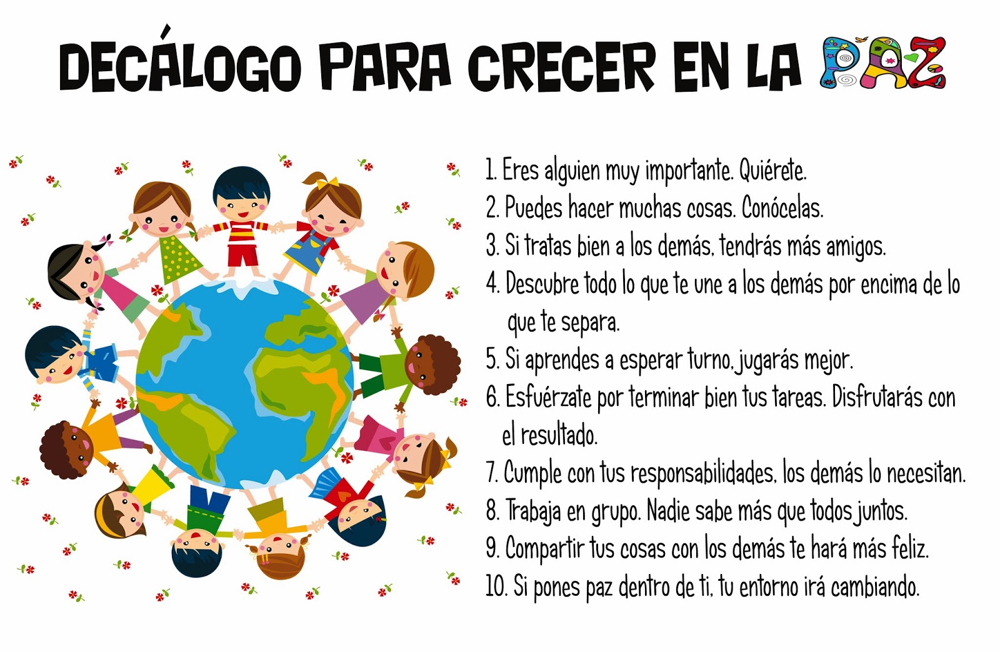 DECÁLOGO PARA CRECER EN LA PAZ
1. Eres alguien muy importante. Quiérete.
2. Puedes hacer muchas cosas. Conócelas.
3. Si tratas bien a los demás, tendrás más amigos.
4. Descubre todo lo que te une a los demás por encima de lo
que te separa.
5. Si aprendes a esperar turno, jugarás mejor.
6. Esfuérzate por terminar bien tus tareas. Disfrutarás con
el resultado.
7. Cumple con tus responsabilidades, los demás lo necesitan.
8. Trabaja en grupo. Nadie sabe más que todos juntos.
9. Compartir tus cosas con los demás te hará más feliz.
10. Si pones paz dentro de ti, tu entorno irá cambiando.